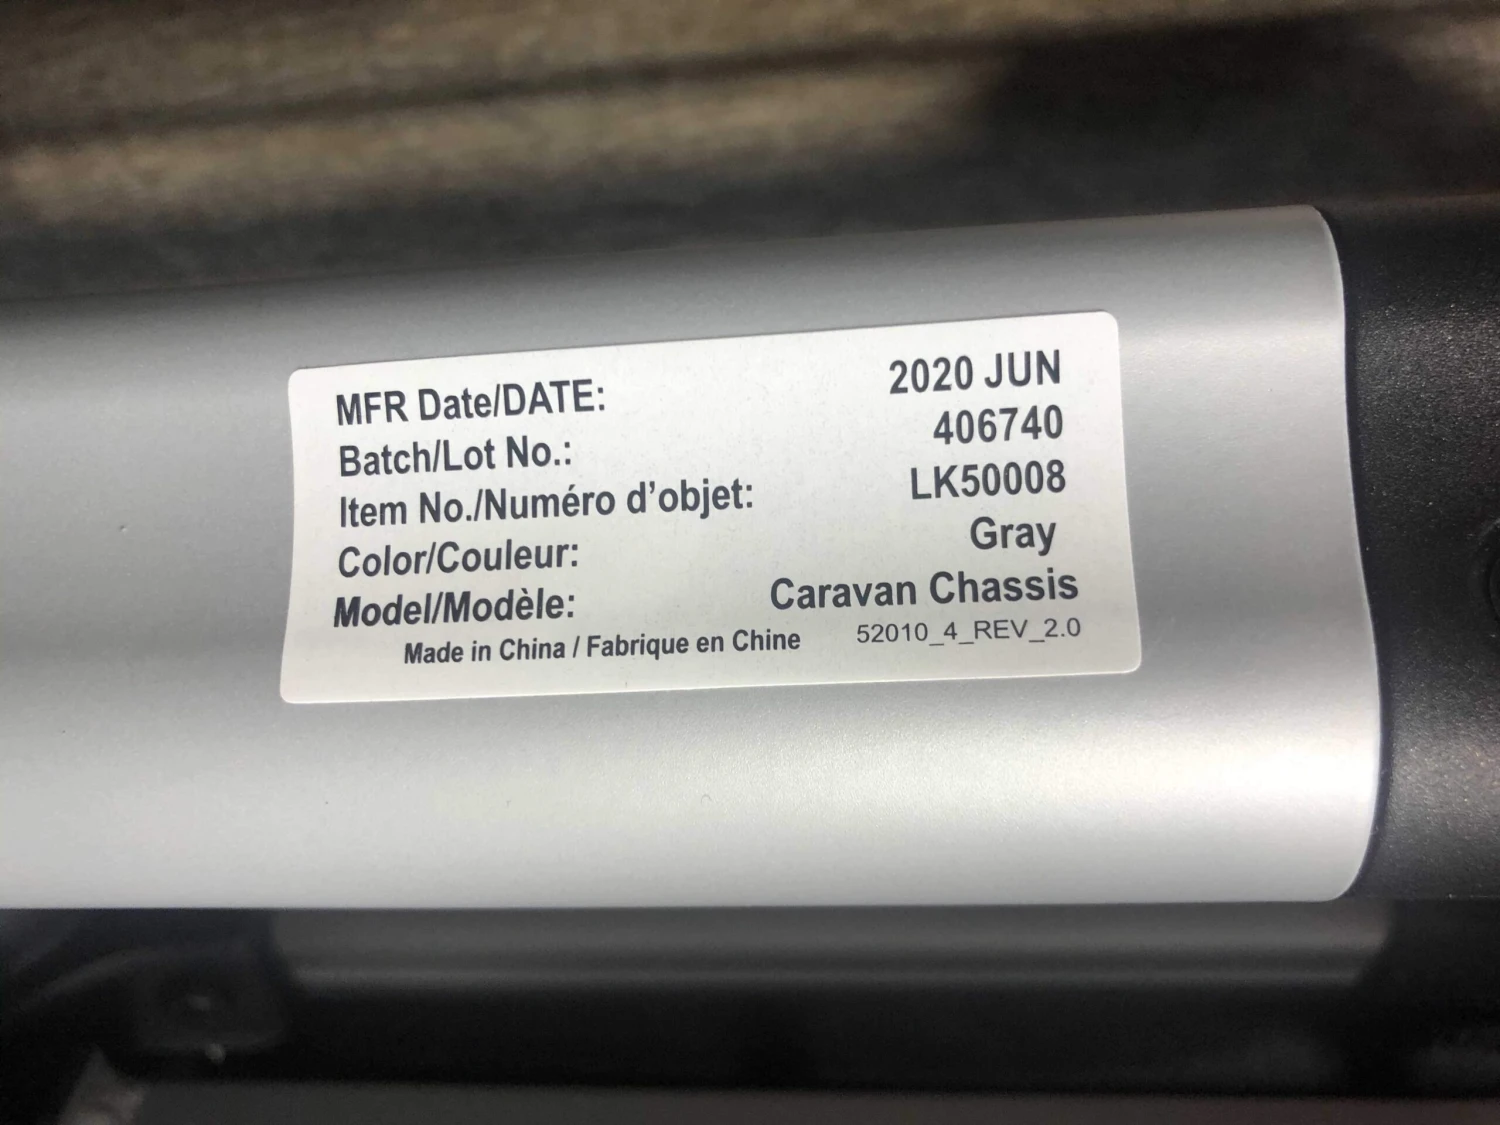 MFR Date/DATE: 2020 JUN
Batch/Lot No.: 406740
Item No./Numéro d’objet: LK50008
Color/Couleur: Gray
Model/Modèle: Caravan Chassis
Made in China / Fabrique en Chine 52010_4_REV_2.0